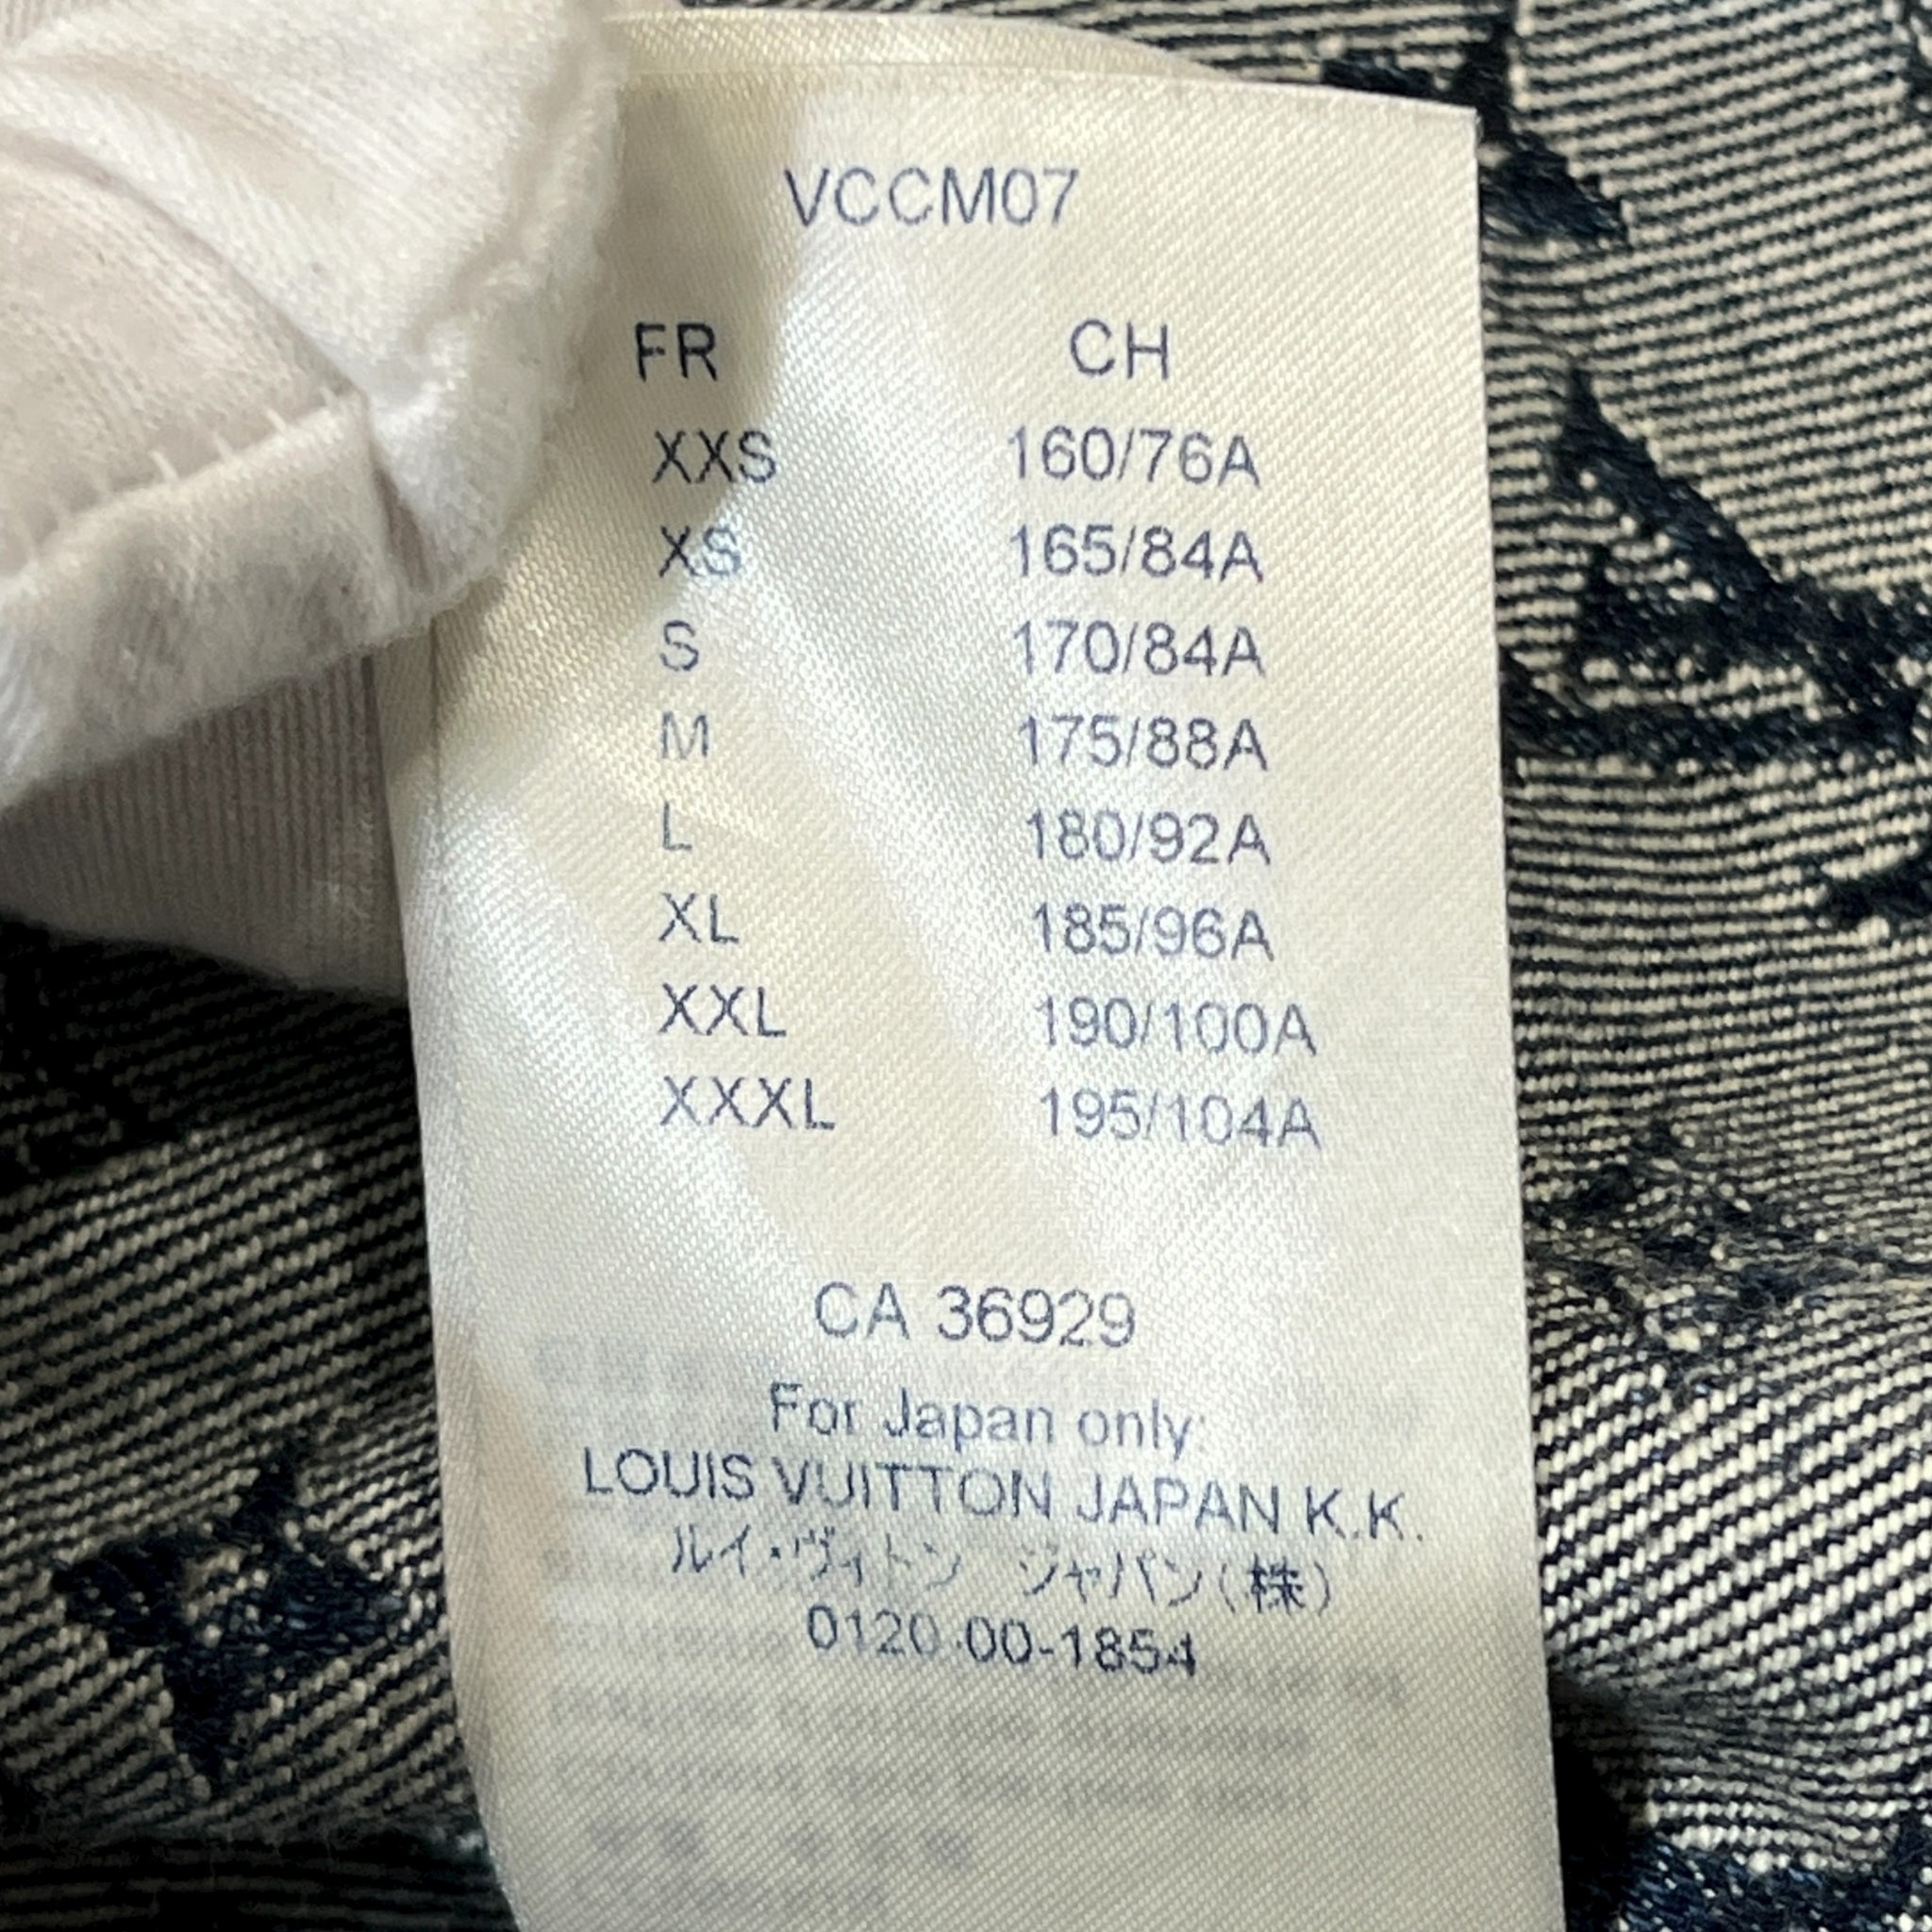 VCCM07
FR CH
XXS 160/76A
XS 165/84A
S 170/84A
M 175/88A
L 180/92A
XL 185/96A
XXL 190/100A
XXXL 195/104A
CA 36929
For Japan only:
LOUIS VUITTON JAPAN K.K.
ルイ・ヴィトン ジャパン(株)
0120-00-1854